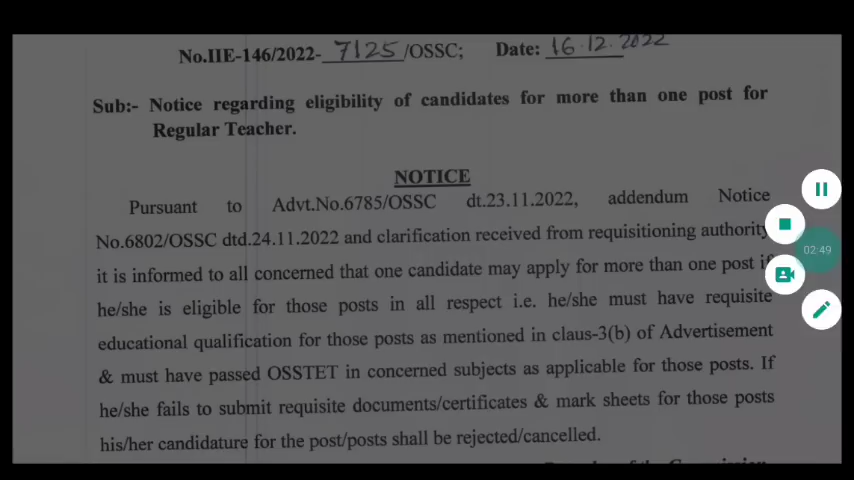 No.IIE-146/2022- 7125 /OSSC; Date: 16.12.2022
Sub:- Notice regarding eligibility of candidates for more than one post for
Regular Teacher.
NOTICE
Pursuant to Advt.No.6785/OSSC dt.23.11.2022, addendum Notice
No.6802/OSSC dtd.24.11.2022 and clarification received from requisitioning authority
it is informed to all concerned that one candidate may apply for more than one post if
he/she is eligible for those posts in all respect i.e. he/she must have requisite
educational qualification for those posts as mentioned in claus-3(b) of Advertisement
& must have passed OSSTET in concerned subjects as applicable for those posts. If
he/she fails to submit requisite documents/certificates & mark sheets for those posts
his/her candidature for the post/posts shall be rejected/cancelled.
02:49